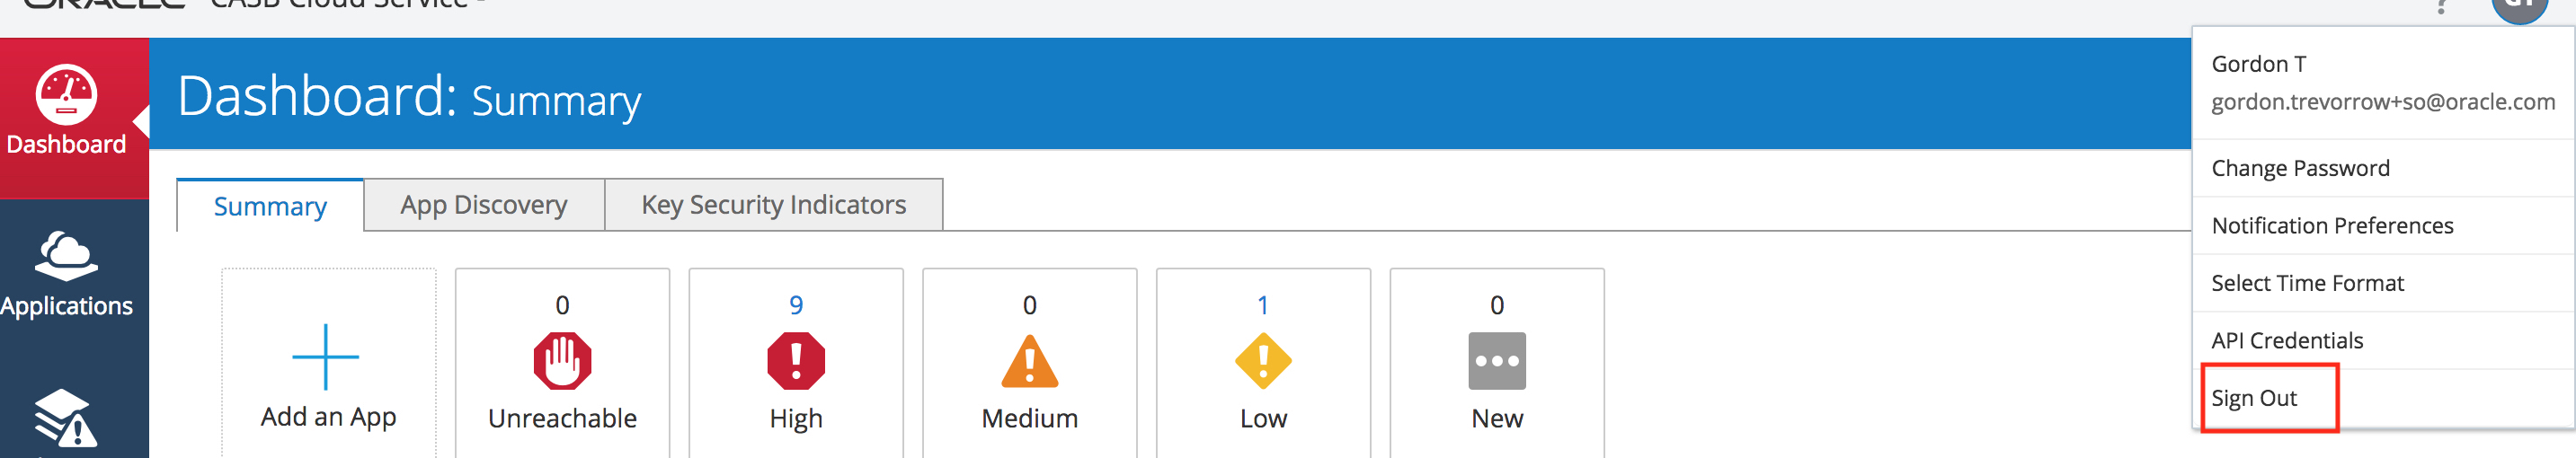 ORACLE CASB Cloud Service
?
GT
Dashboard
Applications
Dashboard: Summary
Summary
App Discovery
Key Security Indicators
Add an App
0
Unreachable
9
High
0
Medium
1
Low
0
New
Gordon T
gordon.trevorrow+so@oracle.com
Change Password
Notification Preferences
Select Time Format
API Credentials
Sign Out